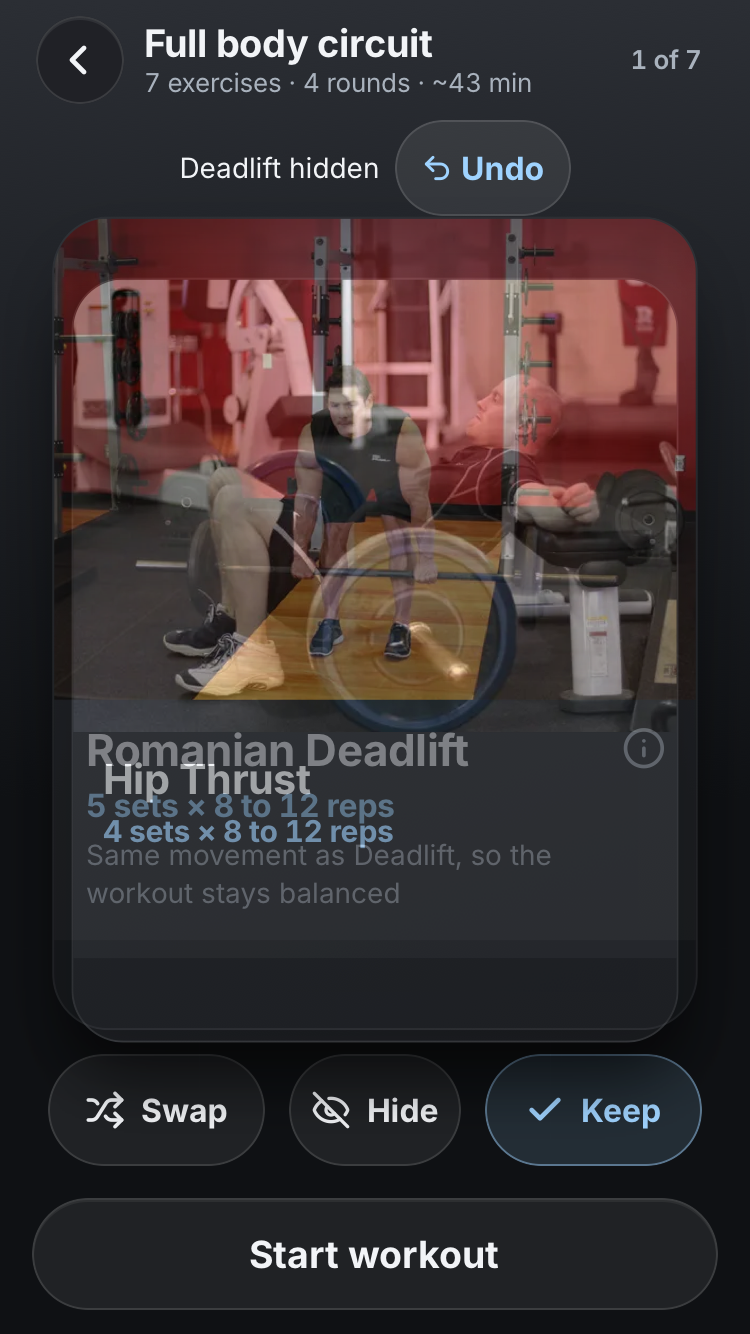 Full body circuit
7 exercises · 4 rounds · ~43 min
1 of 7
Deadlift hidden
Undo
Romanian Deadlift
Hip Thrust
5 sets × 8 to 12 reps
4 sets × 8 to 12 reps
Same movement as Deadlift, so the
workout stays balanced
Swap
Hide
Keep
Start workout